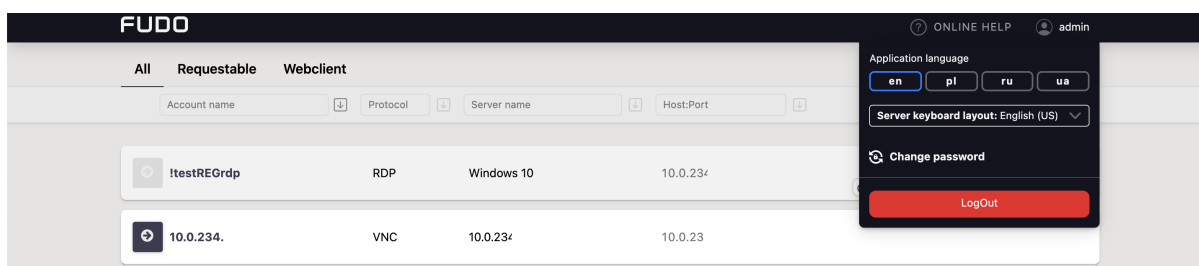 FUDO
ONLINE HELP admin
All Requestable Webclient
Application language
en pl ru ua
Account name Protocol Server name Host:Port
Server keyboard layout: English (US)
Change password
!testREGrdp RDP Windows 10
LogOut
10.0.234. VNC 10.0.23